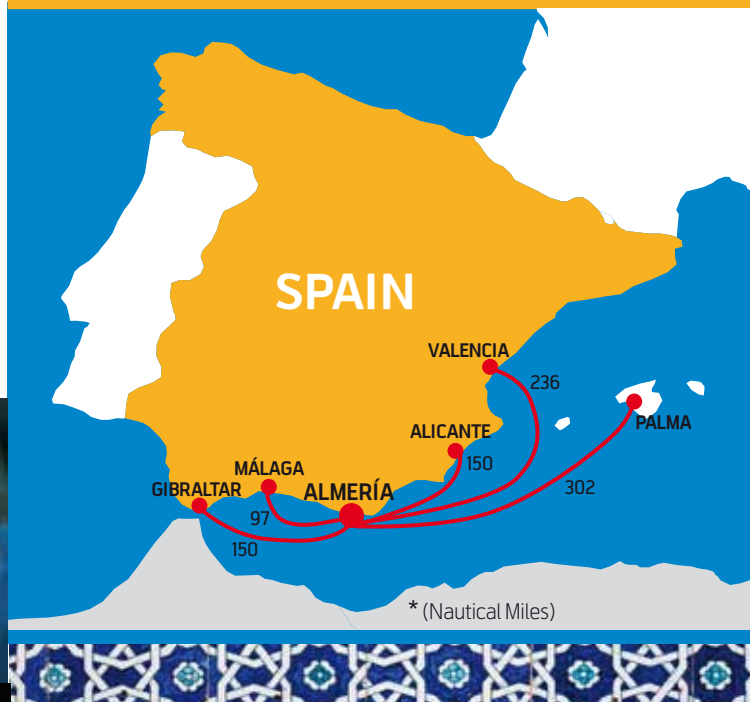 SPAIN
VALENCIA
236
PALMA
ALICANTE
150
302
MÁLAGA
GIBRALTAR
ALMERÍA
97
150
* (Nautical Miles)